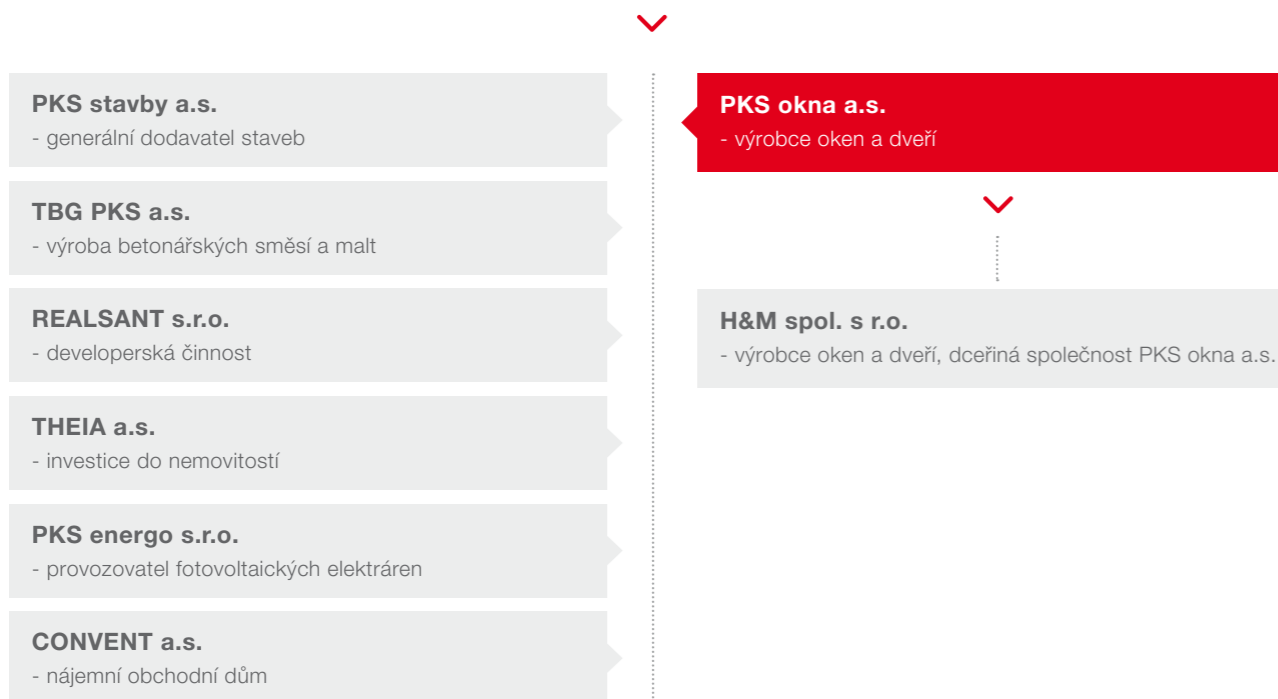 PKS stavby a.s.
- generální dodavatel staveb
TBG PKS a.s.
- výroba betonářských směsí a malt
REALSANT s.r.o.
- developerská činnost
THEIA a.s.
- investice do nemovitostí
PKS energo s.r.o.
- provozovatel fotovoltaických elektráren
CONVENT a.s.
- nájemní obchodní dům
PKS okna a.s.
- výrobce oken a dveří
H&M spol. s r.o.
- výrobce oken a dveří, dceřiná společnost PKS okna a.s.